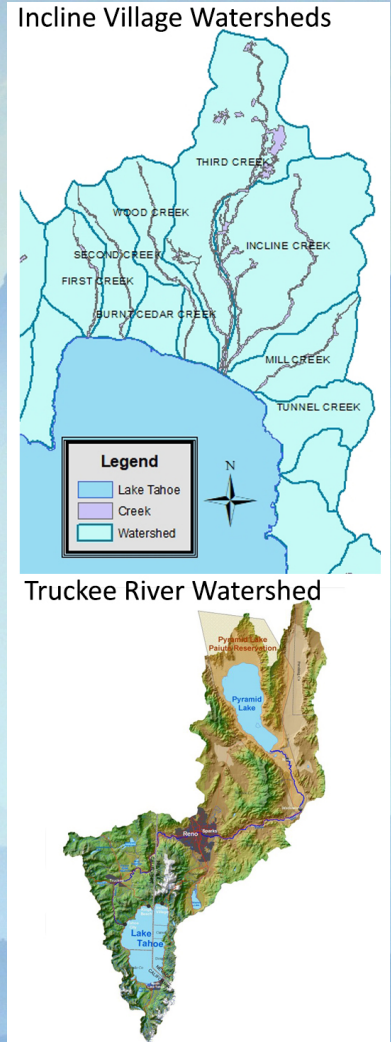 Incline Village Watersheds
THIRD CREEK
WOOD CREEK
INCLINE CREEK
SECOND CREEK
FIRST CREEK
BURNT CEDAR CREEK
MILL CREEK
TUNNEL CREEK
N
Legend
Lake Tahoe
Creek
Watershed
Truckee River Watershed
Pyramid Lake
Paiute Reservation
Pyramid
Lake
Reno
Sparks
Lake
Tahoe